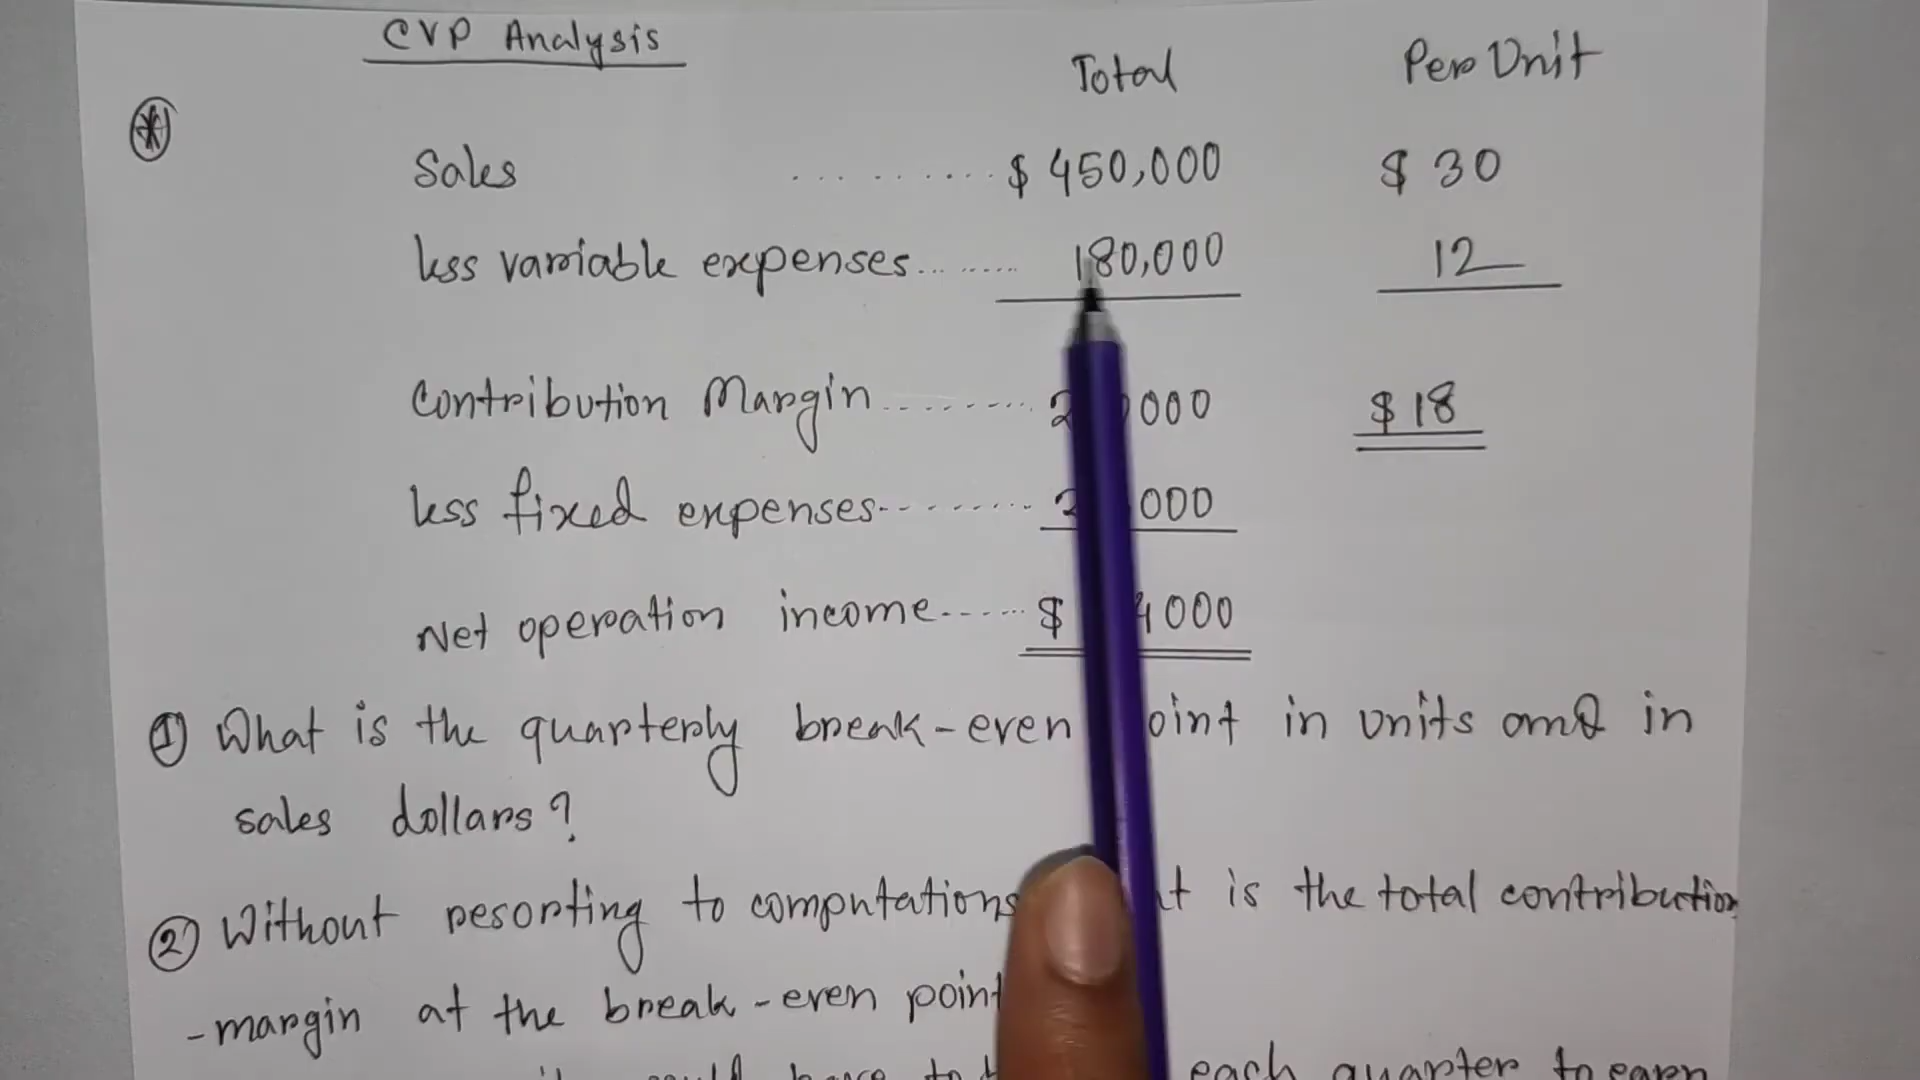 CVP Analysis
Total Per Unit
Sales .......... $ 450,000 $ 30
less variable expenses......... 180,000 12
Contribution Margin......... 000 $ 18
less fixed expenses......... 000
Net operation income....... $ 4000
① What is the quarterly break-even in units and in
sales dollars?
② Without resorting to computations is the total contribution
-margin at the break-even point
have to each quarter to earn